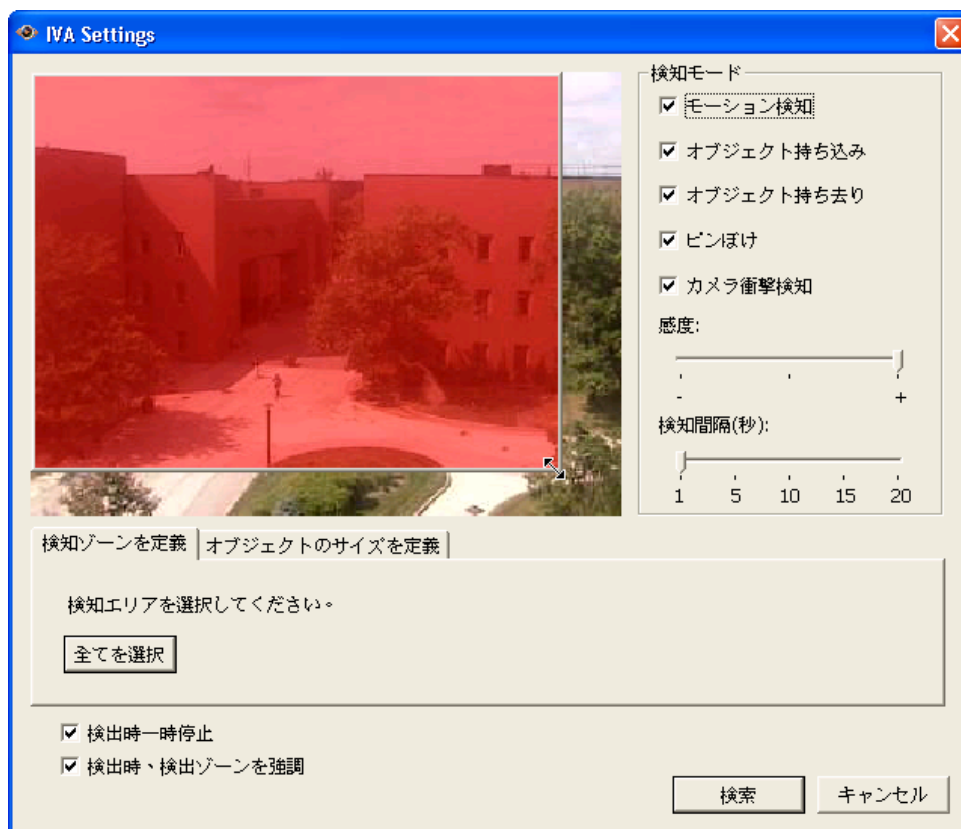 IVA Settings
検知モード
モーション検知
オブジェクト持ち込み
オブジェクト持ち去り
ピンぼけ
カメラ衝撃検知
感度:
- +
検知間隔(秒):
1 5 10 15 20
検知ゾーンを定義 オブジェクトのサイズを定義
検知エリアを選択してください。
全てを選択
検出時一時停止
検出時、検出ゾーンを強調
検索 キャンセル